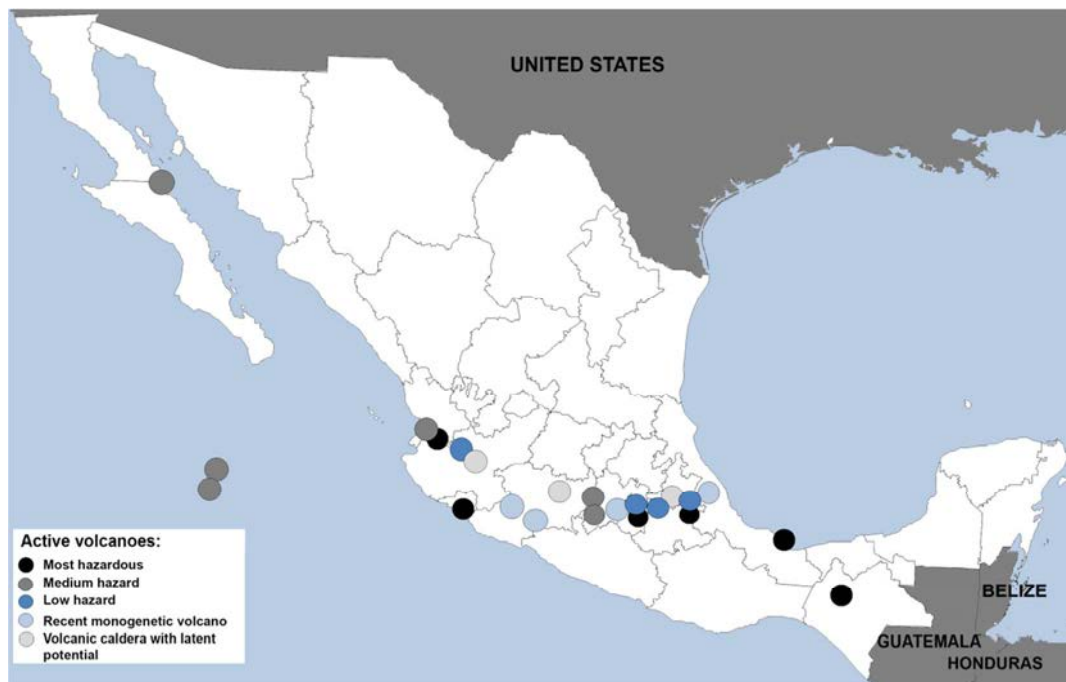 UNITED STATES
BELIZE
GUATEMALA
HONDURAS
Active volcanoes:
Most hazardous
Medium hazard
Low hazard
Recent monogenetic volcano
Volcanic caldera with latent
potential